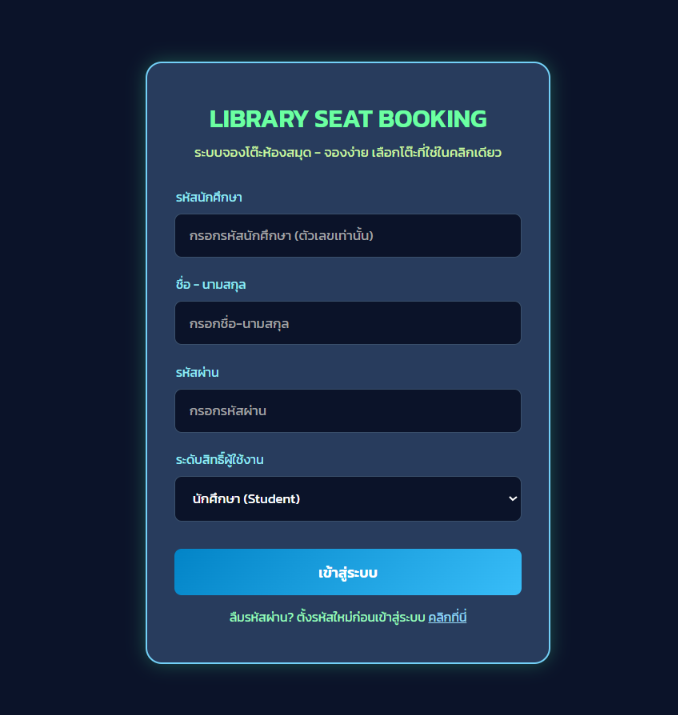 LIBRARY SEAT BOOKING
ระบบจองโต๊ะห้องสมุด - จองง่าย เลือกโต๊ะที่ใช่ในคลิกเดียว
รหัสนักศึกษา
กรอกรหัสนักศึกษา (ตัวเลขเท่านั้น)
ชื่อ - นามสกุล
กรอกชื่อ-นามสกุล
รหัสผ่าน
กรอกรหัสผ่าน
ระดับสิทธิ์ผู้ใช้งาน
นักศึกษา (Student)
เข้าสู่ระบบ
ลืมรหัสผ่าน? ตั้งรหัสใหม่ก่อนเข้าสู่ระบบ คลิกที่นี่